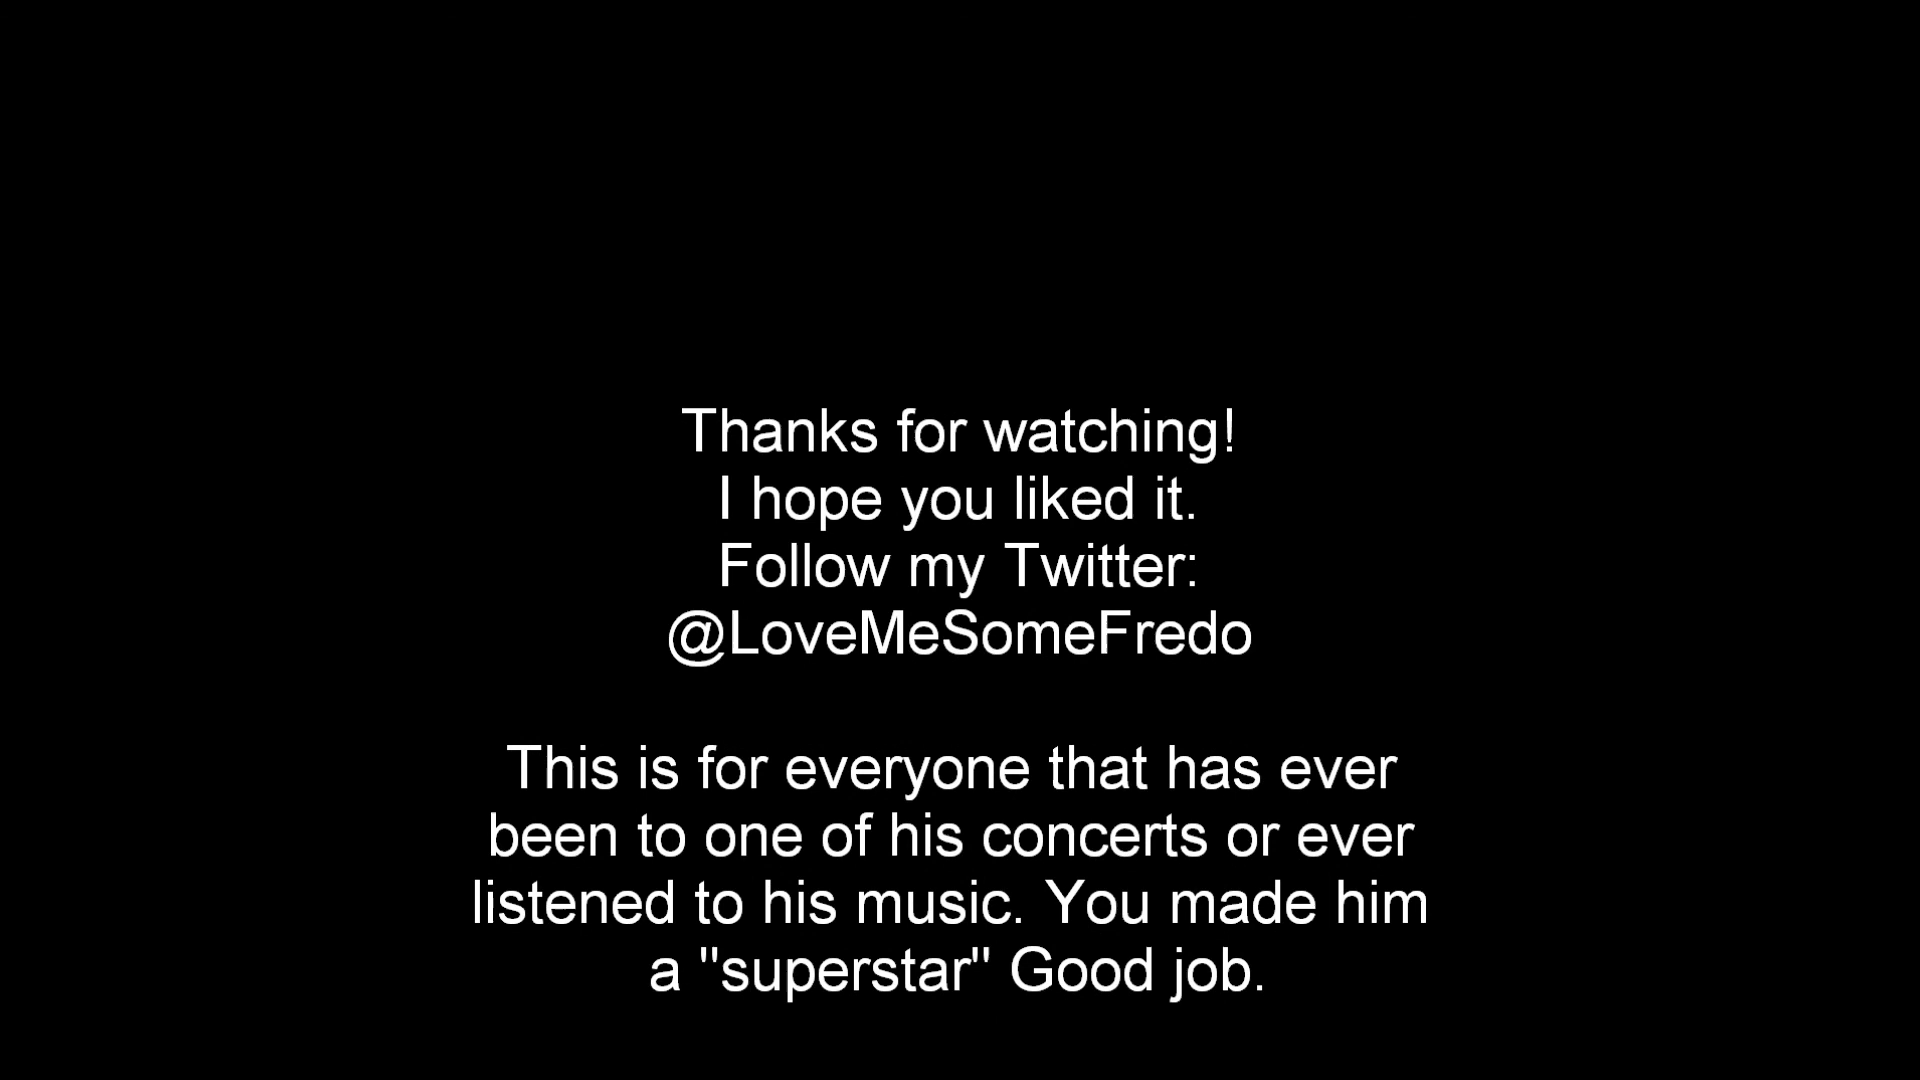 Thanks for watching!
I hope you liked it.
Follow my Twitter:
@LoveMeSomeFredo
This is for everyone that has ever
been to one of his concerts or ever
listened to his music. You made him
a "superstar" Good job.